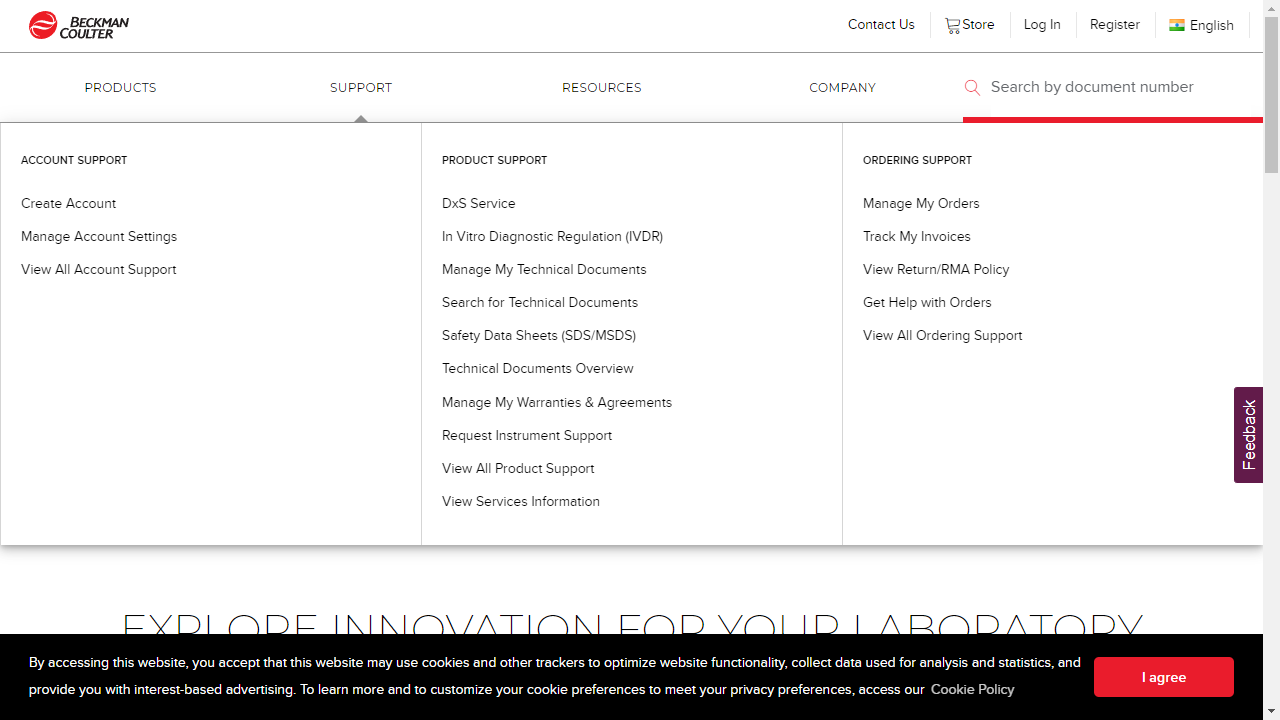 BECKMAN
COULTER
Contact Us
Store
Log In
Register
English
PRODUCTS
SUPPORT
RESOURCES
COMPANY
Search by document number
ACCOUNT SUPPORT
Create Account
Manage Account Settings
View All Account Support
PRODUCT SUPPORT
DxS Service
In Vitro Diagnostic Regulation (IVDR)
Manage My Technical Documents
Search for Technical Documents
Safety Data Sheets (SDS/MSDS)
Technical Documents Overview
Manage My Warranties & Agreements
Request Instrument Support
View All Product Support
View Services Information
ORDERING SUPPORT
Manage My Orders
Track My Invoices
View Return/RMA Policy
Get Help with Orders
View All Ordering Support
Feedback
EXPLORE INNOVATION FOR YOUR LABORATORY
By accessing this website, you accept that this website may use cookies and other trackers to optimize website functionality, collect data used for analysis and statistics, and
provide you with interest-based advertising. To learn more and to customize your cookie preferences to meet your privacy preferences, access our Cookie Policy
I agree